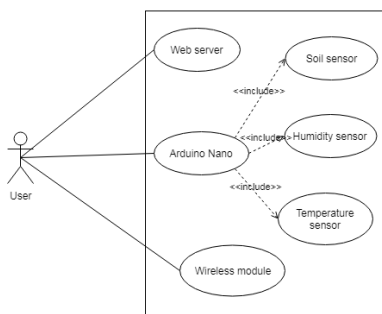 Web server
Soil sensor
<<include>>
Arduino Nano
<<include>>
Humidity sensor
<<include>>
User
Temperature
sensor
Wireless module